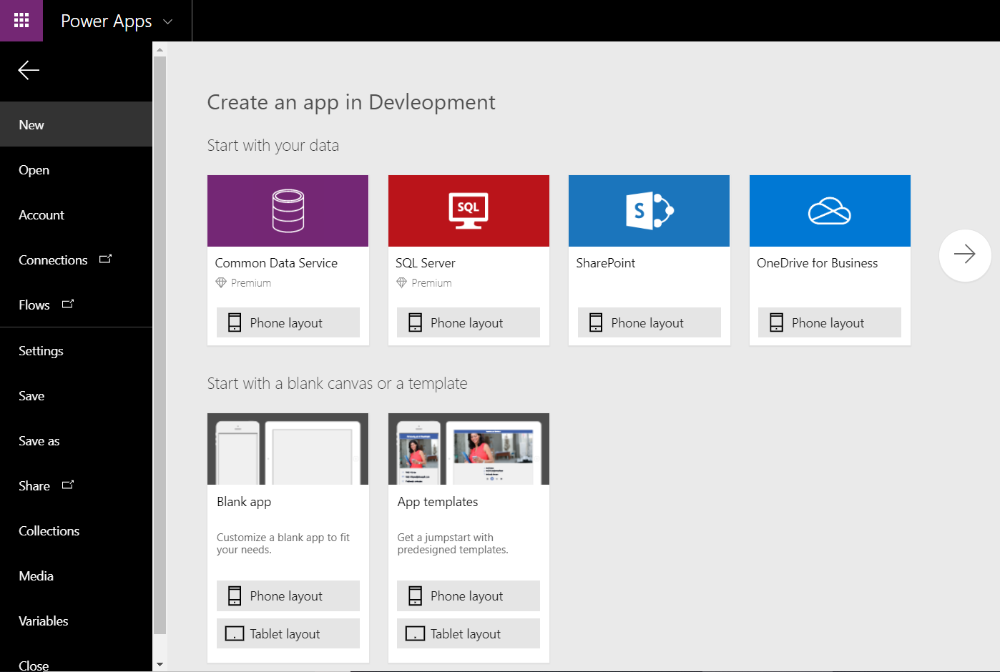 Power Apps
New
Open
Account
Connections
Flows
Settings
Save
Save as
Share
Collections
Media
Variables
Close
Create an app in Devleopment
Start with your data
SQL
S
Common Data Service
Premium
Phone layout
SQL Server
Premium
Phone layout
SharePoint
Phone layout
OneDrive for Business
Phone layout
Start with a blank canvas or a template
Blank app
Customize a blank app to fit
your needs.
Phone layout
Tablet layout
App templates
Get a jumpstart with
predesigned templates.
Phone layout
Tablet layout